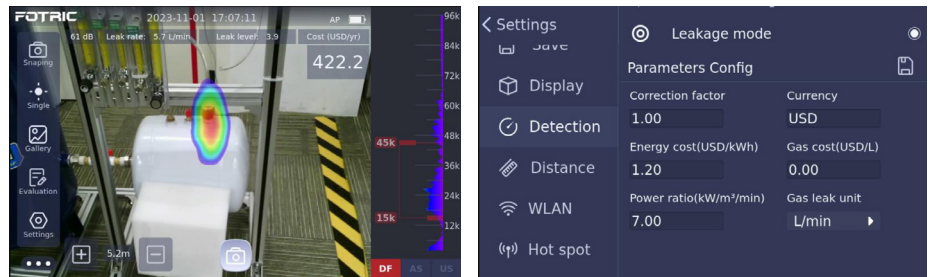 FOTRIC 2023-11-01 17:07:11 AP
61 dB Leak rate: 5.7 L/min Leak level: 3.9 Cost (USD/yr)
422.2
Snaping
Single
Gallery
Evaluation
Settings
5.2m
96k
84k
72k
60k
48k
45k
36k
24k
15k
12k
DF AS US
Settings
Save
Display
Detection
Distance
WLAN
Hot spot
Leakage mode
Parameters Config
Correction factor Currency
1.00 USD
Energy cost(USD/kWh) Gas cost(USD/L)
1.20 0.00
Power ratio(kW/m³/min) Gas leak unit
7.00 L/min